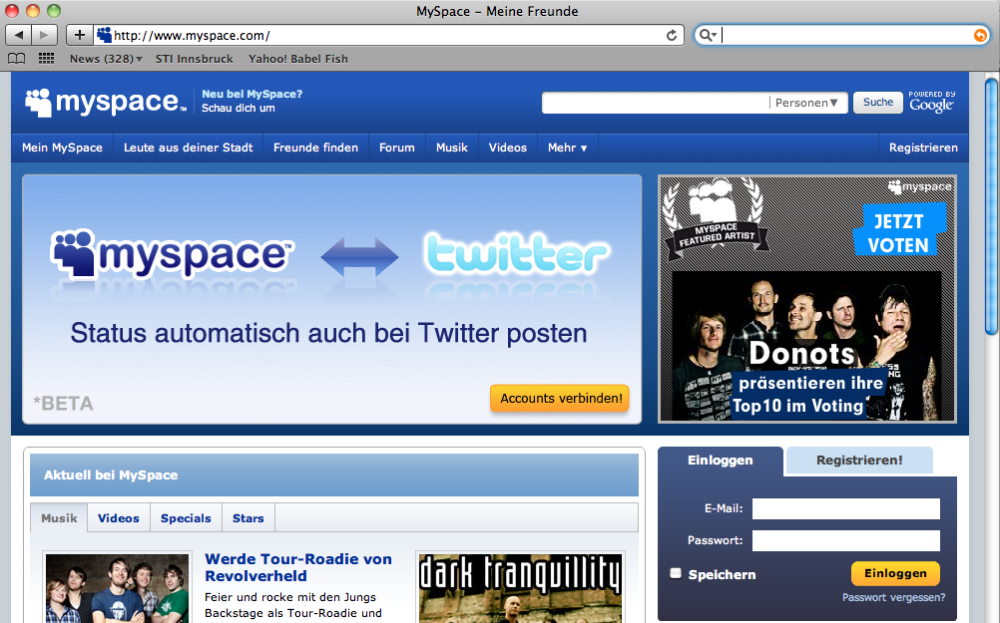 MySpace – Meine Freunde
http://www.myspace.com/
News (328)▾ STI Innsbruck Yahoo! Babel Fish
myspace™
Neu bei MySpace?
Schau dich um
Personen▼
Suche
POWERED BY
Google™
Mein MySpace Leute aus deiner Stadt Freunde finden Forum Musik Videos Mehr ▾ Registrieren
myspace™
twitter
Status automatisch auch bei Twitter posten
*BETA
Accounts verbinden!
myspace
MYSPACE
FEATURED ARTIST
JETZT
VOTEN
Donots
präsentieren ihre
Top10 im Voting
Aktuell bei MySpace
Musik Videos Specials Stars
Werde Tour-Roadie von
Revolverheld
Feier und rocke mit den Jungs
Backstage als Tour-Roadie und
dark tranquillity
Einloggen Registrieren!
E-Mail:
Passwort:
Speichern
Einloggen
Passwort vergessen?